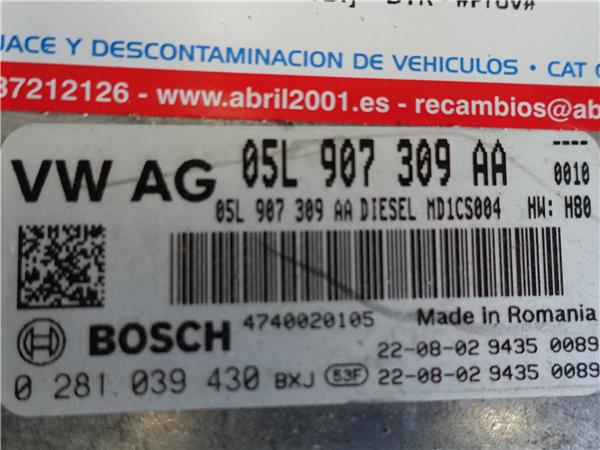 UACE Y DESCONTAMINACION DE VEHICULOS • CAT
37212126 - www.abril2001.es - recambios@ab
VW AG 05L 907 309 AA ----
0010
05L 907 309 AA DIESEL MD1CS004 HW: H80
4740020105 Made in Romania
BOSCH 22-08-02 9435 0089
0 281 039 430 BXJ 53F 22-08-02 9435 0089